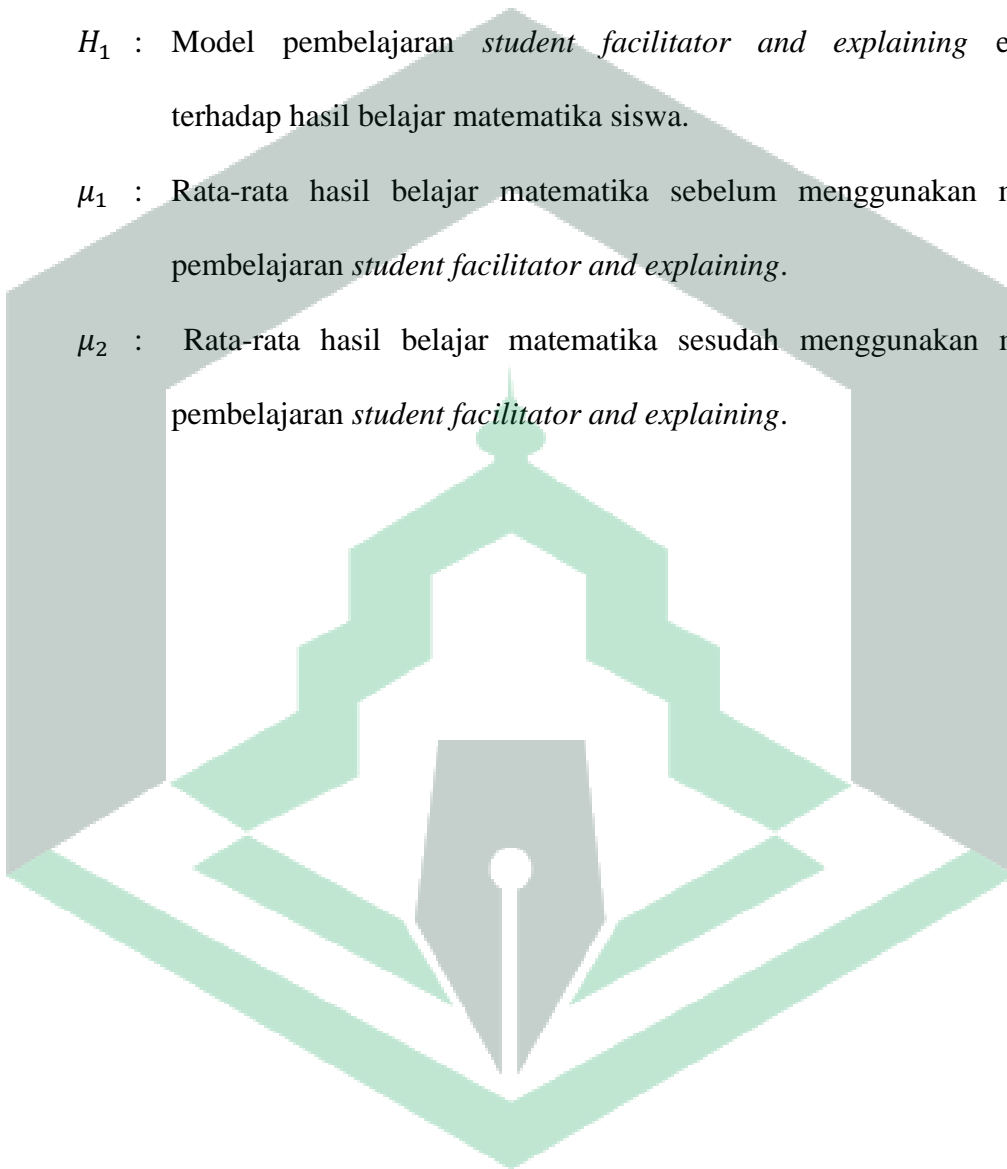 H₁ : Model pembelajaran student facilitator and explaining
terhadap hasil belajar matematika siswa.
μ₁ : Rata-rata hasil belajar matematika sebelum menggunakan
pembelajaran student facilitator and explaining.
μ₂ : Rata-rata hasil belajar matematika sesudah menggunakan
pembelajaran student facilitator and explaining.